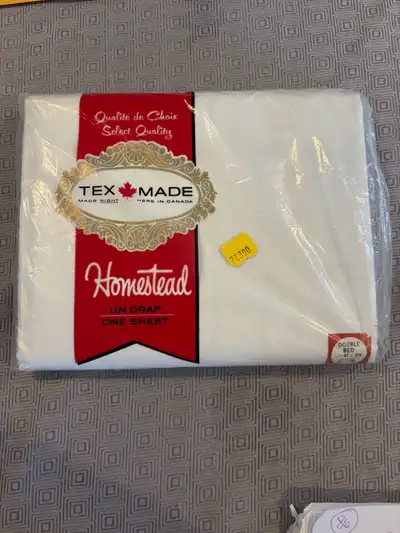 Qualité de Choix
Select Quality
TEX MADE
MADE RIGHT HERE IN CANADA
Homestead
UN DRAP
ONE SHEET
DOUBLE
BED
86